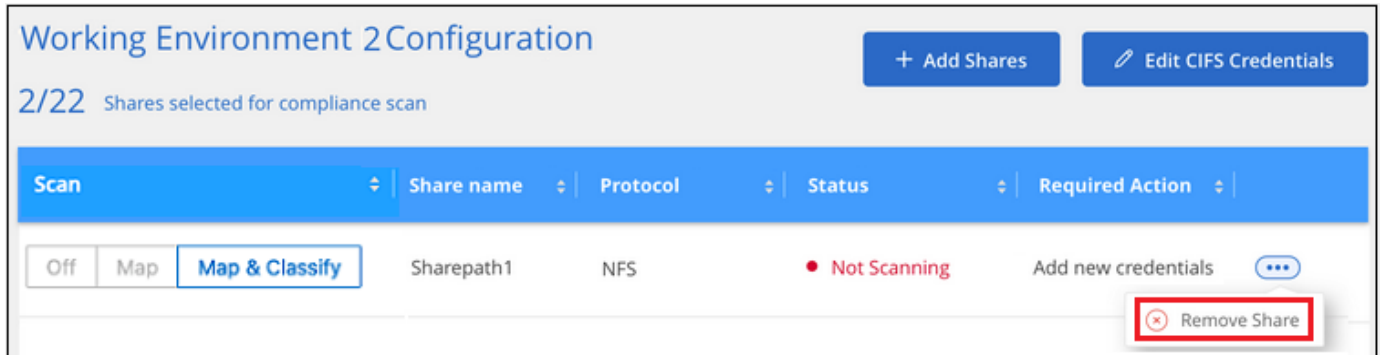 Working Environment 2 Configuration
+ Add Shares
Edit CIFS Credentials
2/22 Shares selected for compliance scan
Scan Share name Protocol Status Required Action
Off Map Map & Classify Sharepath1 NFS Not Scanning Add new credentials
Remove Share